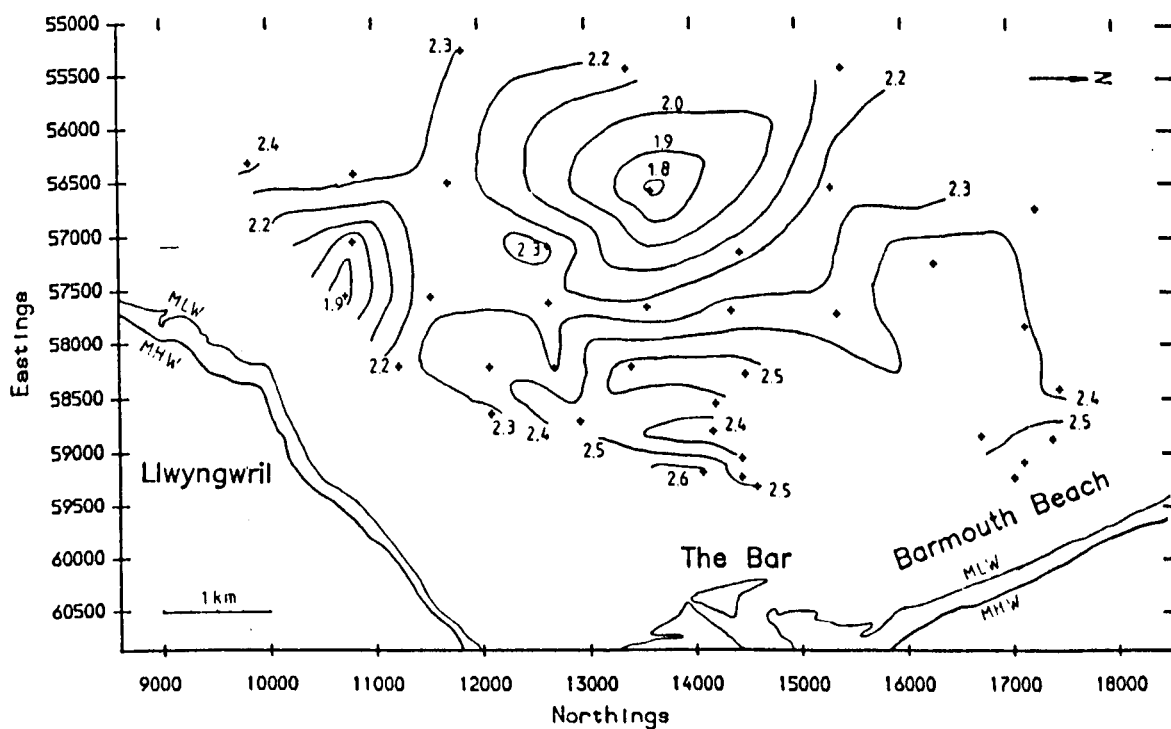 55000
55500
56000
56500
57000
57500
58000
58500
59000
59500
60000
60500
Eastings
2.3
2.2
N
2.2
2.0
2.4
1.9
1.8
2.3
2.2
2.3
1.9
MLW
MHW
2.2
2.5
2.3
2.4
2.4
2.4
2.5
2.5
2.6
2.5
Llwyngwril
The Bar
Barmouth Beach
MLW
MHW
1km
9000 10000 11000 12000 13000 14000 15000 16000 17000 18000
Northings